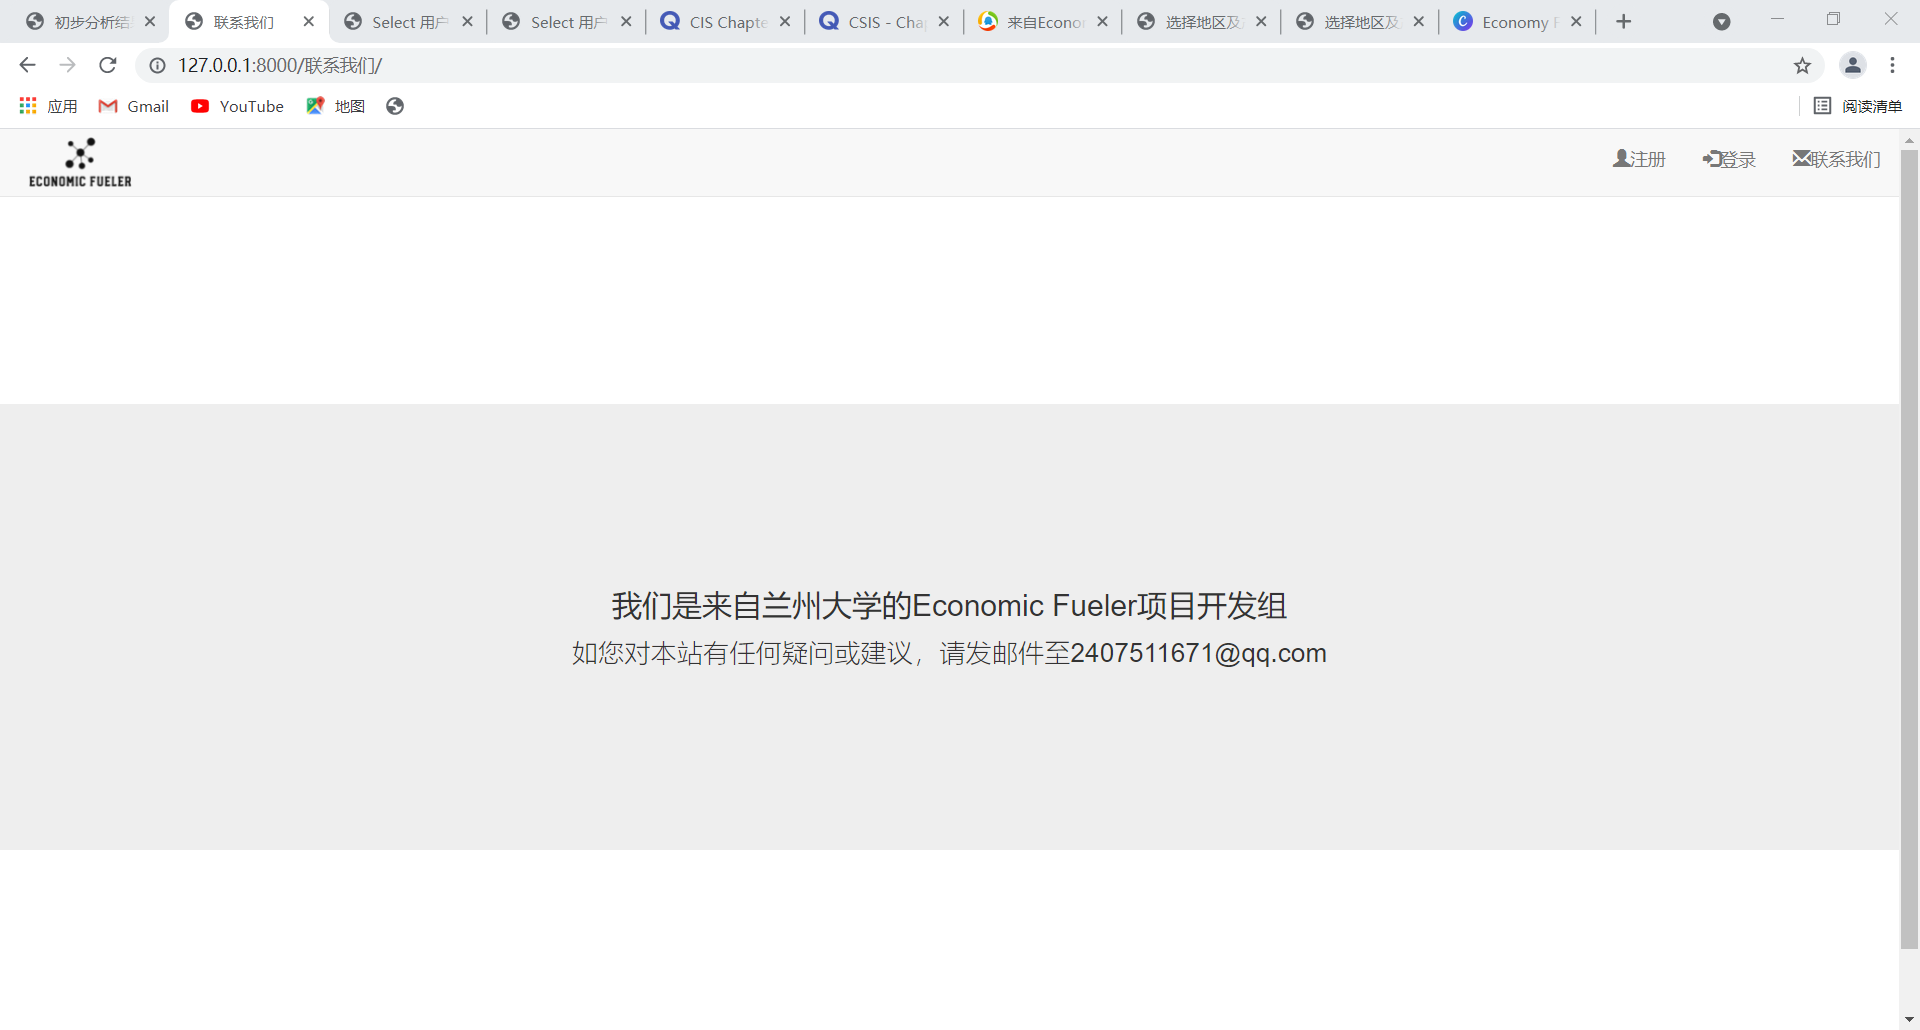 初步分析结
联系我们
Select 用户
Select 用户
CIS Chapte
CSIS - Cha
来自Econo
选择地区及
选择地区及
Economy F
127.0.0.1:8000/联系我们/
应用
Gmail
YouTube
地图
阅读清单
ECONOMIC FUELER
注册
登录
联系我们
我们是来自兰州大学的Economic Fueler项目开发组
如您对本站有任何疑问或建议，请发邮件至2407511671@qq.com